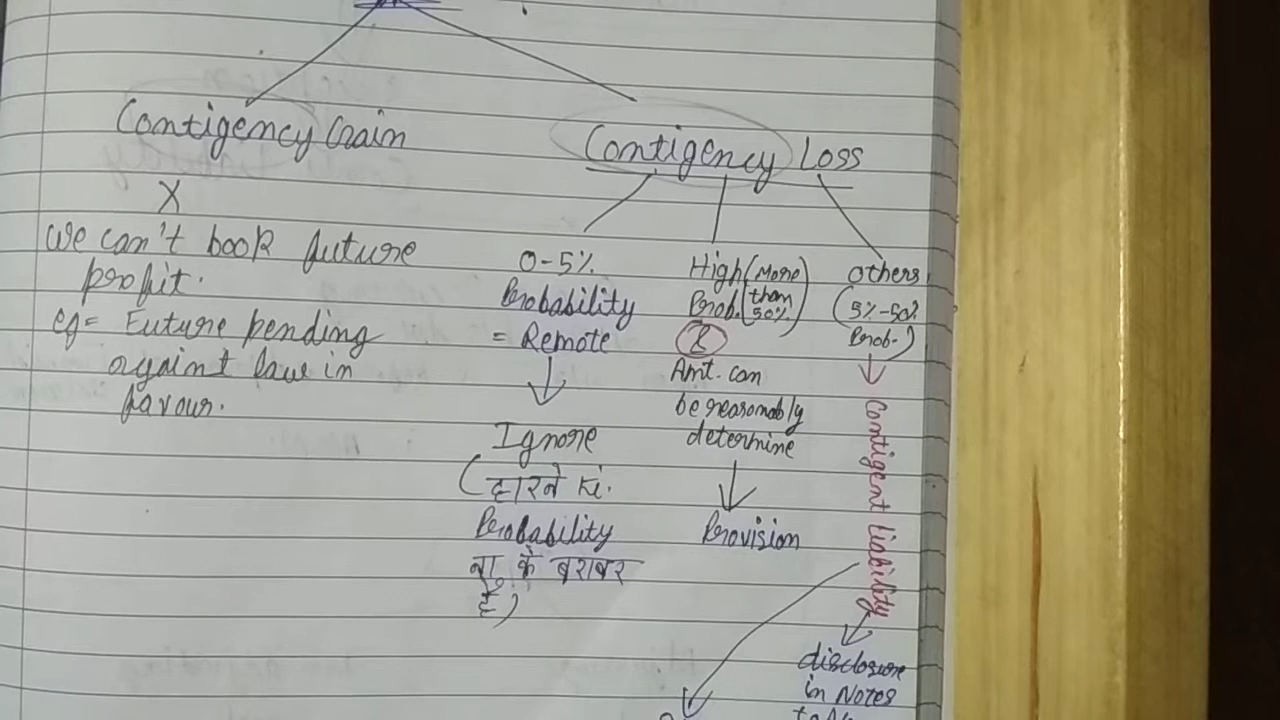 Contigency Gain
X
we can't book future
profit.
eg = Future pending
againt law in
favour.
Contigency Loss
0-5%
Probability
= Remote
Ignore
(हारने Ki
Probability
ना के बराबर
है)
High (More
Prob. than
50%)
&
Amt. can
be reasonably
determine
Provision
others
(5%-50%
Prob.)
Contigent Liability
disclosure
in Notes